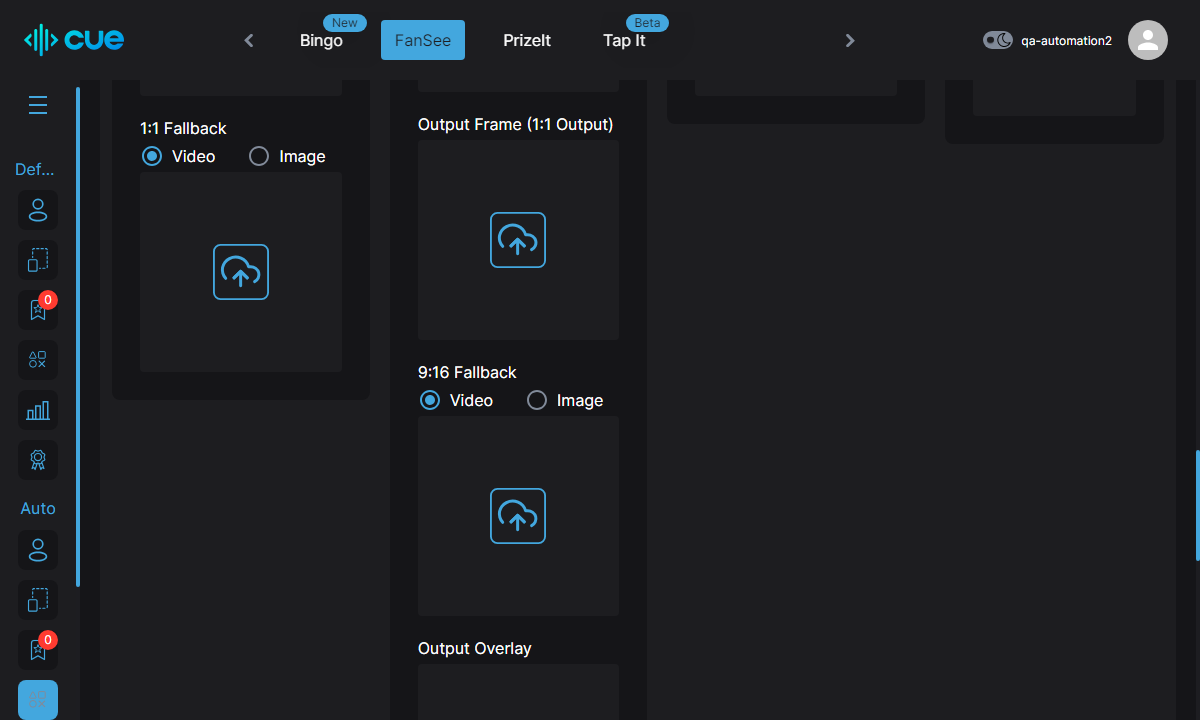 cue
New
Bingo
FanSee
PrizeIt
Beta
Tap It
qa-automation2
Def...
0
Auto
0
1:1 Fallback
Video
Image
Output Frame (1:1 Output)
9:16 Fallback
Video
Image
Output Overlay